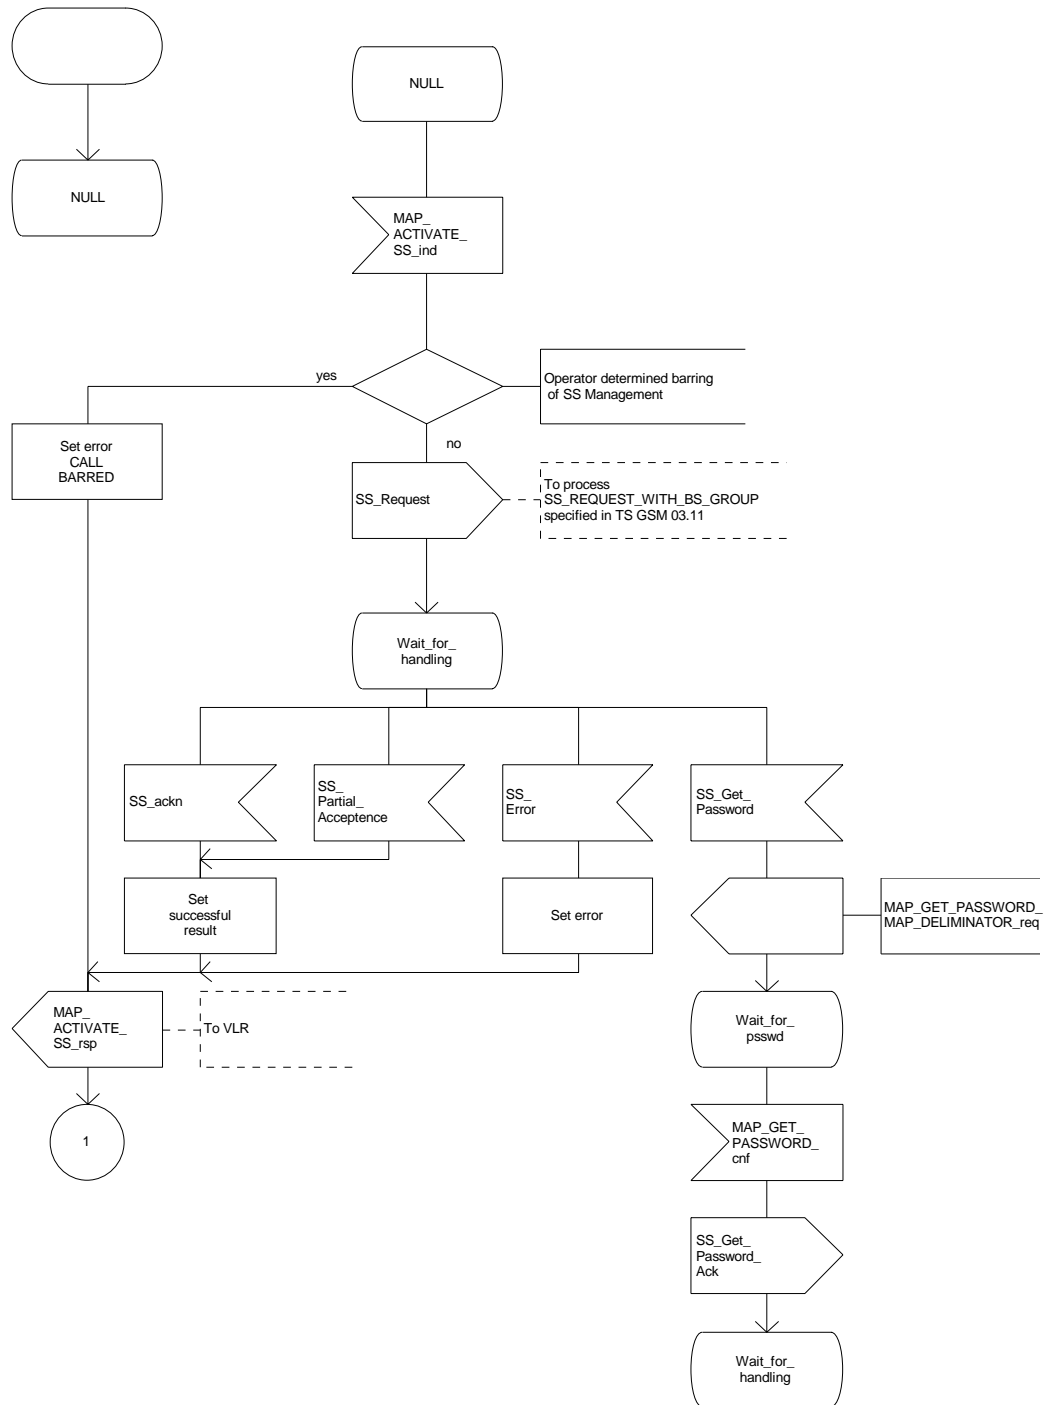 NULL
NULL
MAP_
ACTIVATE_
SS_ind
yes
Operator determined barring
of SS Management
no
Set error
CALL
BARRED
SS_Request
To process
SS_REQUEST_WITH_BS_GROUP
specified in TS GSM 03.11
Wait_for_
handling
SS_ackn
SS_
Partial_
Acceptence
SS_
Error
SS_Get_
Password
Set
successful
result
Set error
MAP_GET_PASSWORD_
MAP_DELIMINATOR_req
MAP_
ACTIVATE_
SS_rsp
To VLR
Wait_for_
psswd
1
MAP_GET_
PASSWORD_
cnf
SS_Get_
Password_
Ack
Wait_for_
handling